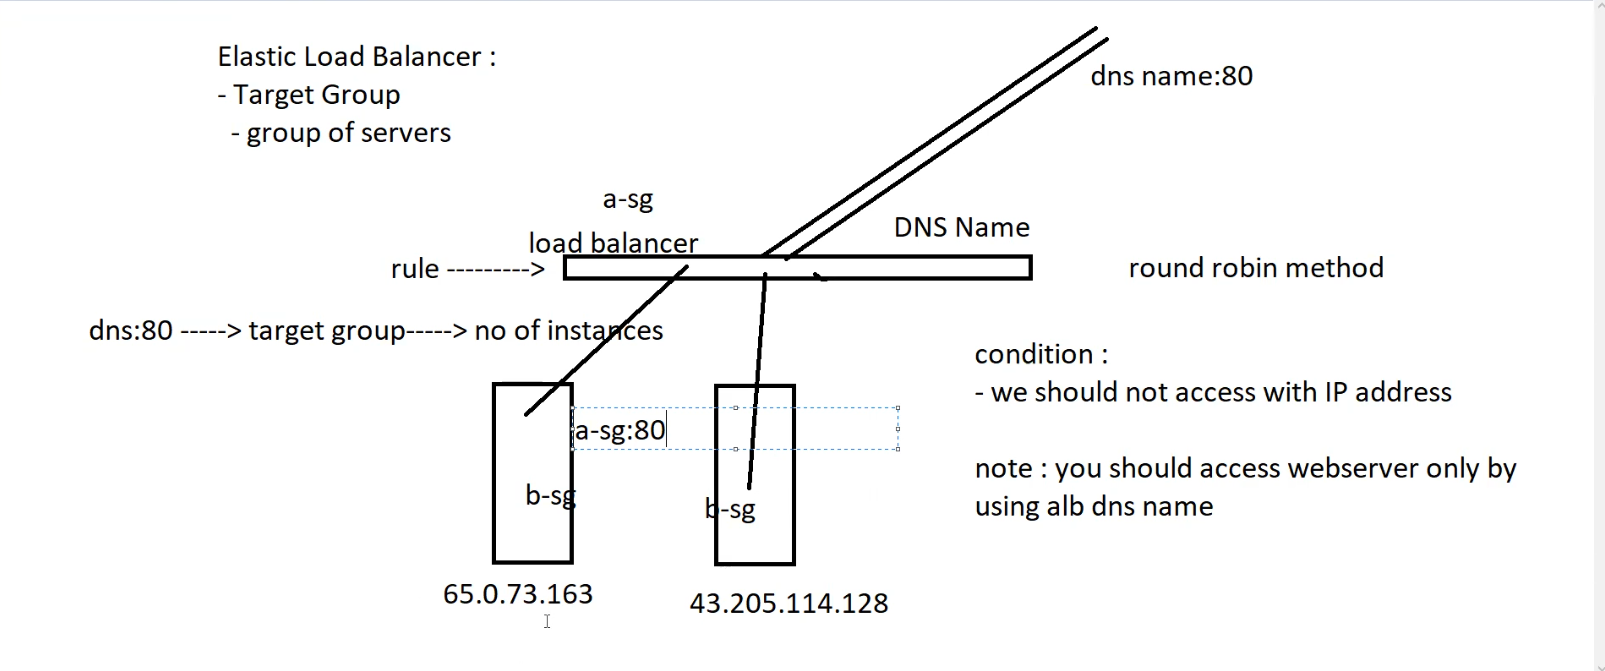 Elastic Load Balancer :
- Target Group
- group of servers
dns name:80
a-sg
load balancer
DNS Name
rule --------->
round robin method
dns:80 -----> target group-----> no of instances
condition :
- we should not access with IP address
a-sg:80
note : you should access webserver only by
using alb dns name
b-sg
b-sg
65.0.73.163
43.205.114.128